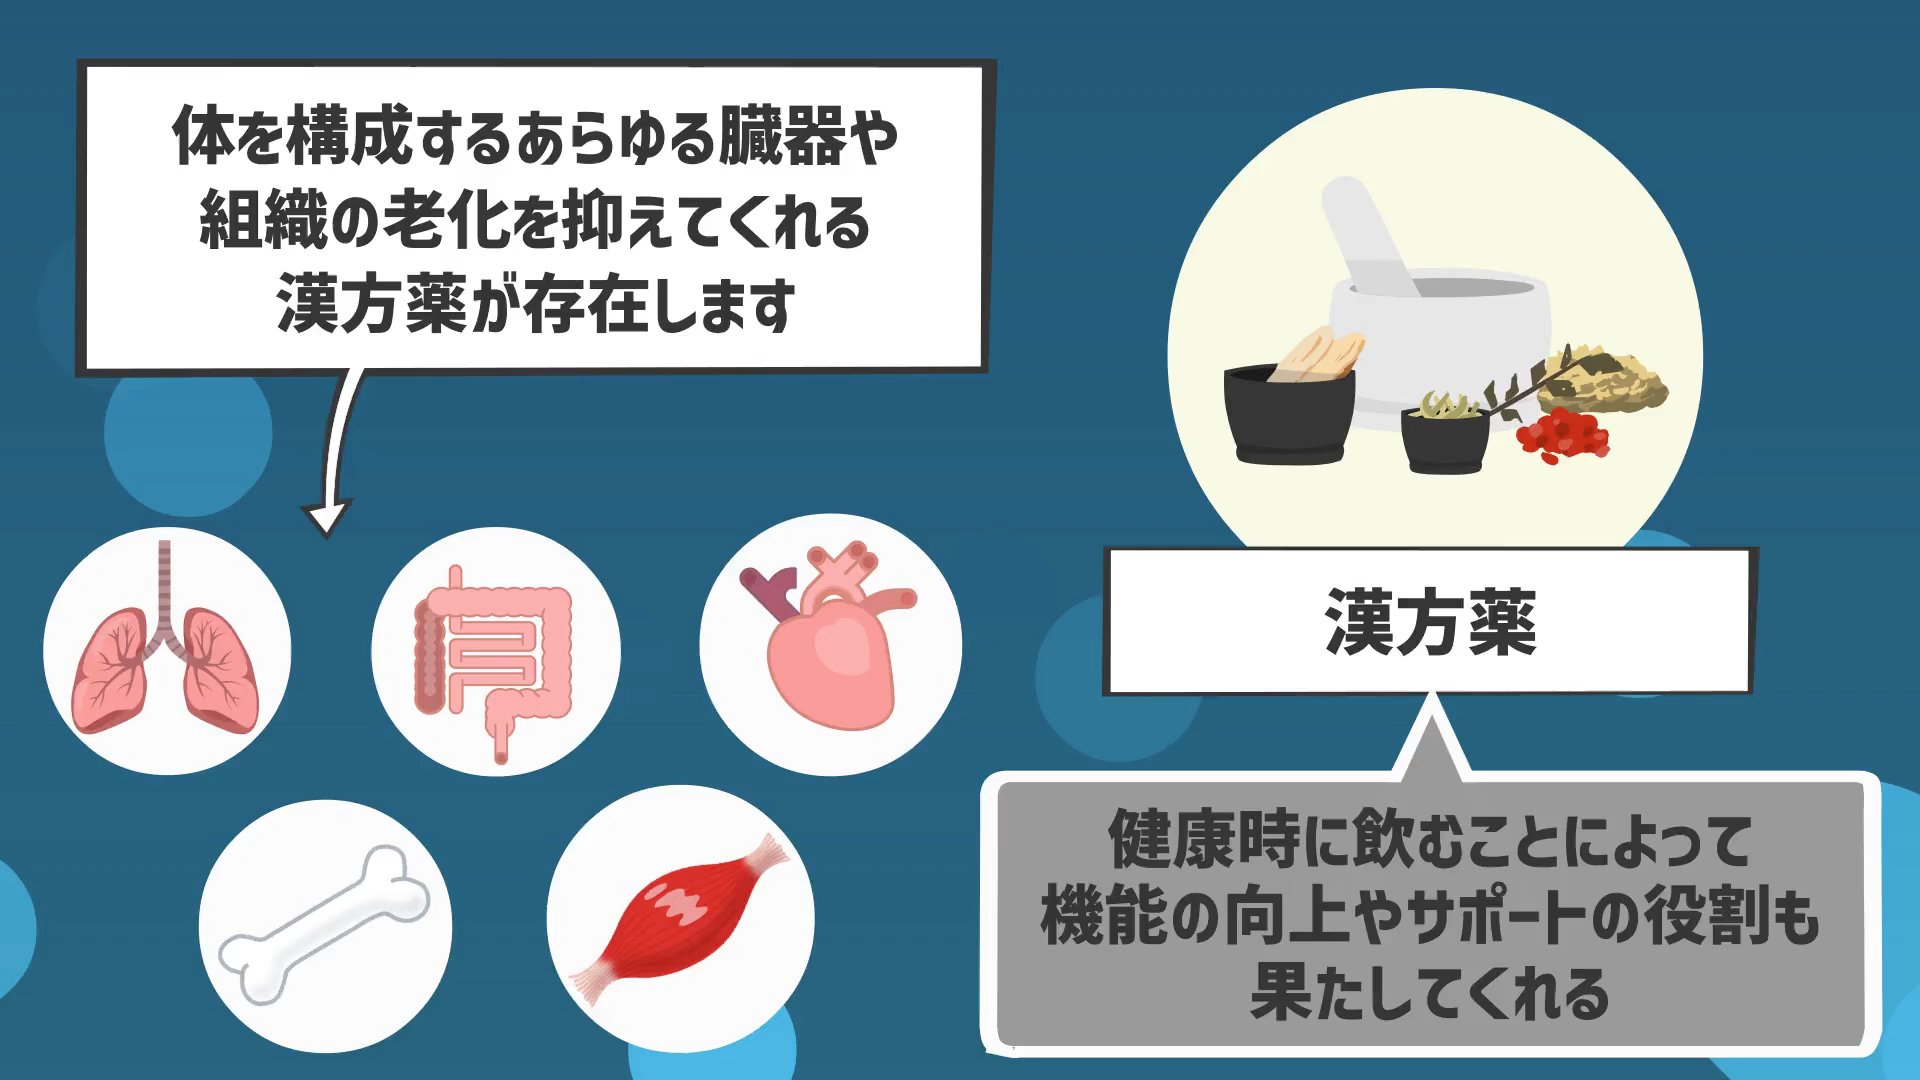 体を構成するあらゆる臓器や
組織の老化を抑えてくれる
漢方薬が存在します
漢方薬
健康時に飲むことによって
機能の向上やサポートの役割も
果たしてくれる